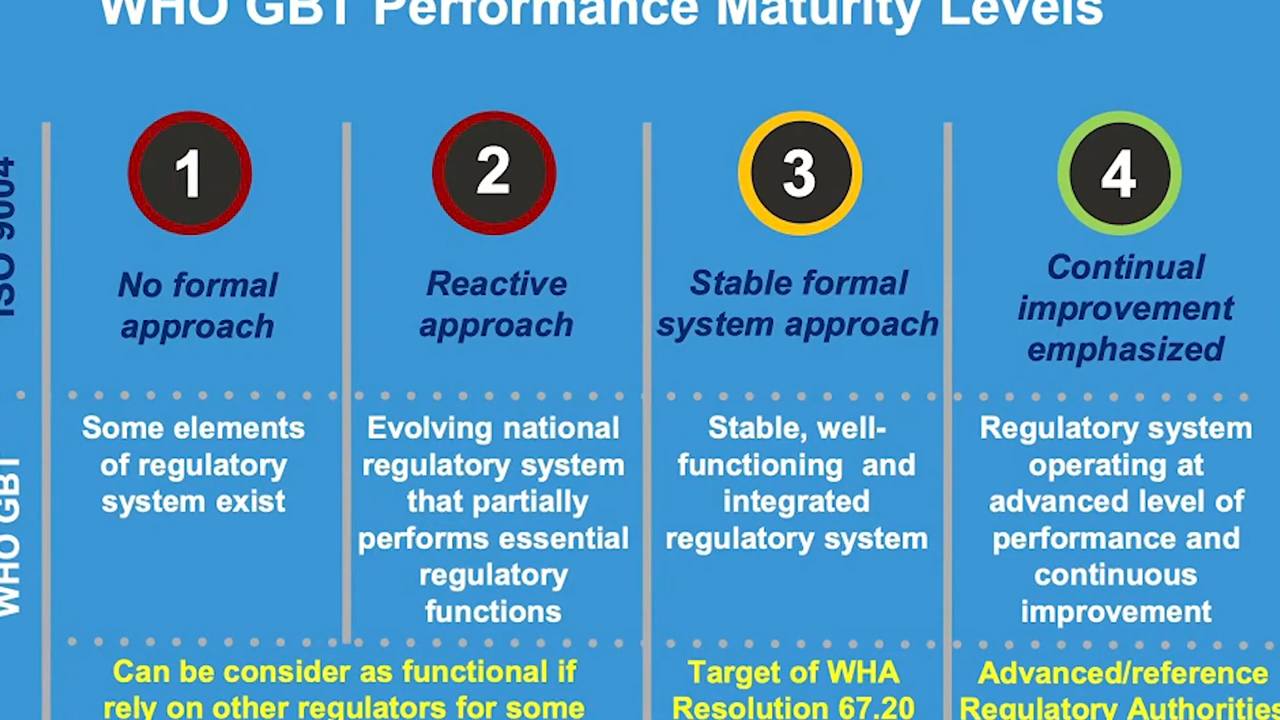 WHO GBT Performance Maturity Levels
ISO 9004
1
2
3
4
No formal
approach
Reactive
approach
Stable formal
system approach
Continual
improvement
emphasized
WHO GBT
Some elements
of regulatory
system exist
Evolving national
regulatory system
that partially
performs essential
regulatory
functions
Stable, well-
functioning and
integrated
regulatory system
Regulatory system
operating at
advanced level of
performance and
continuous
improvement
Can be consider as functional if
rely on other regulators for some
Target of WHA
Resolution 67.20
Advanced/reference
Regulatory Authorities